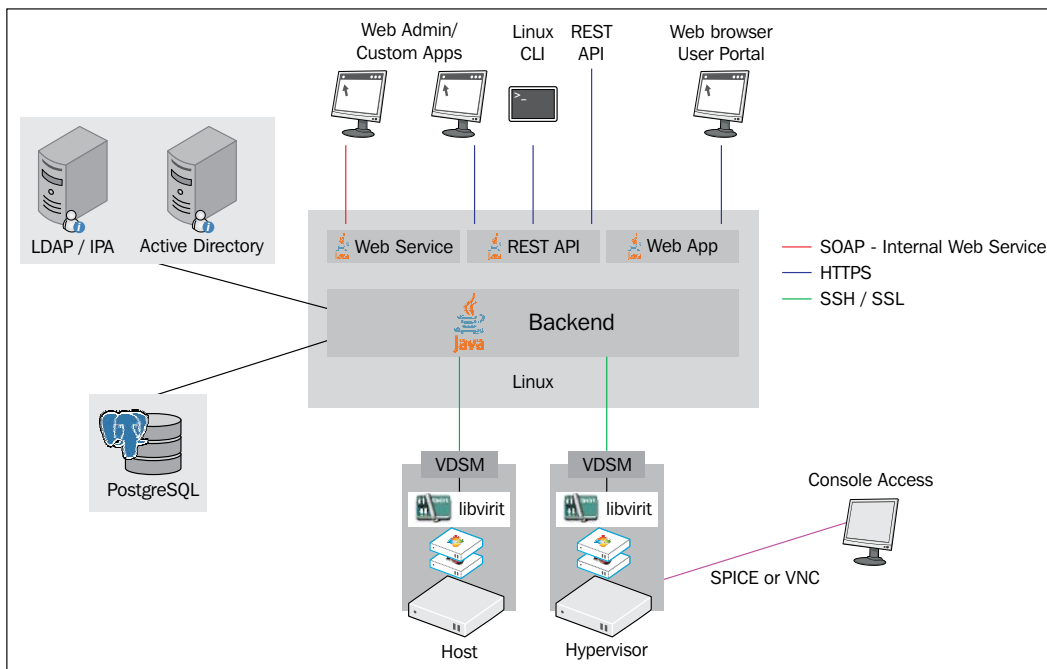 Web Admin/
Custom Apps
Linux
CLI
REST
API
Web browser
User Portal
>_
LDAP / IPA
Active Directory
Web Service
REST API
Web App
SOAP - Internal Web Service
HTTPS
SSH / SSL
Java
Backend
Linux
PostgreSQL
VDSM
VDSM
libvirit
libvirit
Console Access
SPICE or VNC
Host
Hypervisor